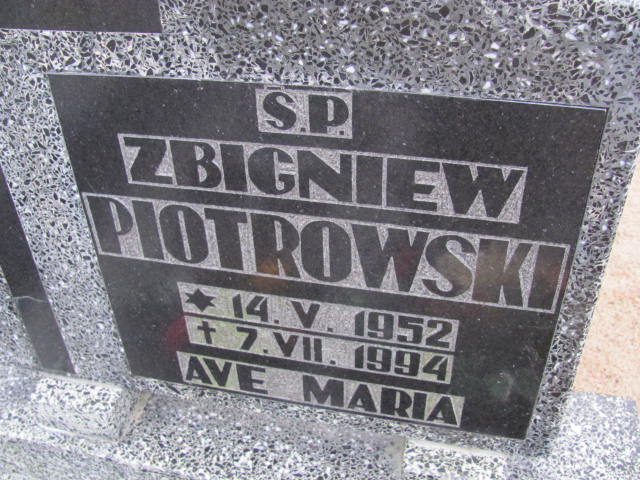 Ś.P.
ZBIGNIEW
PIOTROWSKI
★ 14. V. 1952
† 7. VII. 1994
AVE MARIA